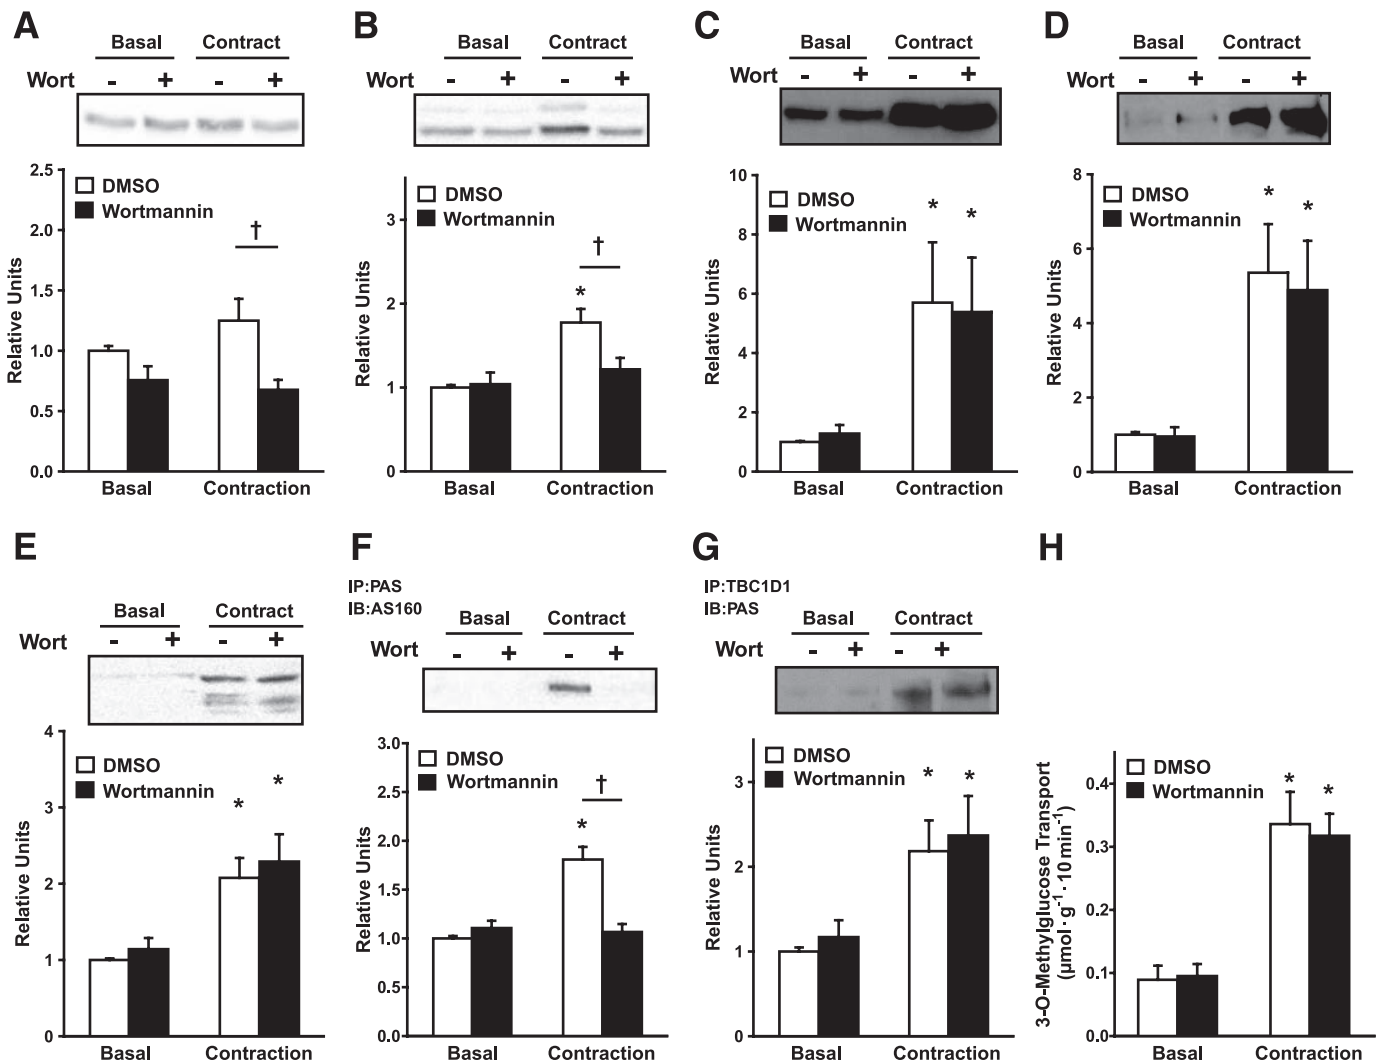 A
Basal Contract
Wort - + - +
2.5
2.0
1.5
1.0
0.5
0.0
Relative Units
DMSO
Wortmannin
†
Basal Contraction
B
Basal Contract
- + - +
3
2
1
0
Relative Units
DMSO
Wortmannin
†
*
Basal Contraction
C
Basal Contract
Wort - + - +
10
8
6
4
2
0
Relative Units
DMSO
Wortmannin
* *
Basal Contraction
D
Basal Contract
- + - +
8
6
4
2
0
Relative Units
DMSO
Wortmannin
* *
Basal Contraction
E
Basal Contract
Wort - + - +
4
3
2
1
0
Relative Units
DMSO
Wortmannin
* *
Basal Contraction
F
IP:PAS
IB:AS160
Basal Contract
Wort - + - +
3.0
2.5
2.0
1.5
1.0
0.5
0.0
Relative Units
DMSO
Wortmannin
†
*
Basal Contraction
G
IP:TBC1D1
IB:PAS
Basal Contract
Wort - + - +
3
2
1
0
Relative Units
DMSO
Wortmannin
* *
Basal Contraction
H
0.4
0.3
0.2
0.1
0.0
3-O-Methylglucose Transport
(μmol·g⁻¹·10 min⁻¹)
DMSO
Wortmannin
* *
Basal Contraction